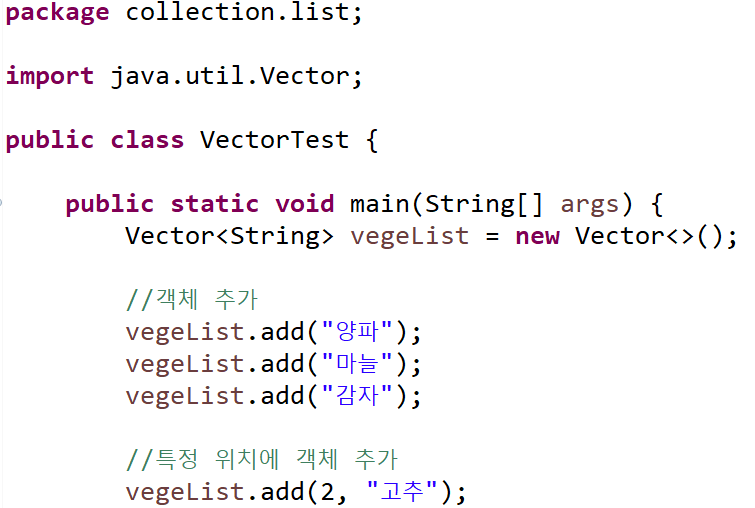 package collection.list;
import java.util.Vector;
public class VectorTest {
public static void main(String[] args) {
Vector<String> vegeList = new Vector<>();
//객체 추가
vegeList.add("양파");
vegeList.add("마늘");
vegeList.add("감자");
//특정 위치에 객체 추가
vegeList.add(2, "고추");